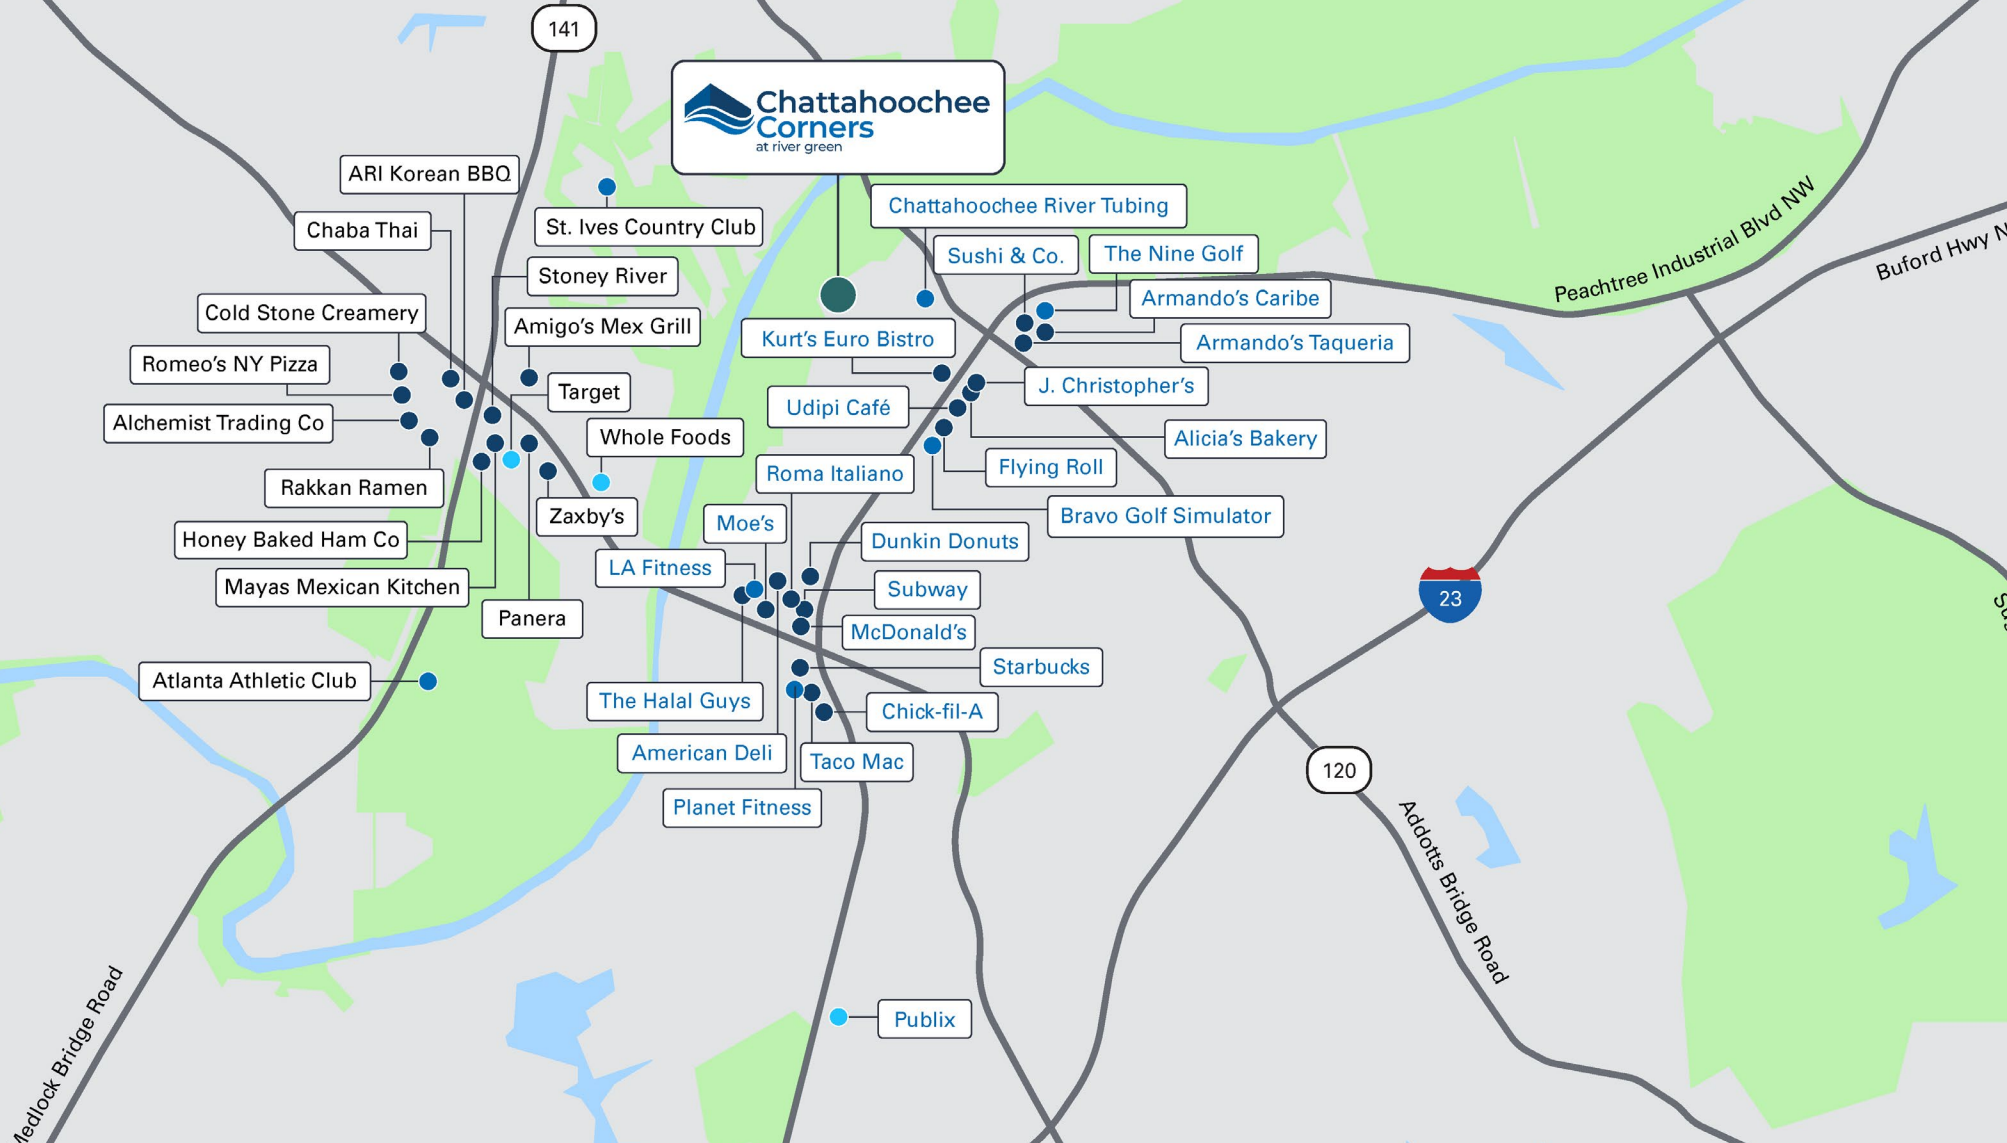 141
Chattahoochee
Corners
at river green
ARI Korean BBQ
Chaba Thai
St. Ives Country Club
Chattahoochee River Tubing
Sushi & Co.
The Nine Golf
Peachtree Industrial Blvd NW
Buford Hwy N
Stoney River
Cold Stone Creamery
Amigo's Mex Grill
Armando's Caribe
Kurt's Euro Bistro
Armando's Taqueria
Romeo's NY Pizza
Target
J. Christopher's
Udipi Café
Alchemist Trading Co
Whole Foods
Alicia's Bakery
Roma Italiano
Flying Roll
Rakkan Ramen
Zaxby's
Moe's
Bravo Golf Simulator
Honey Baked Ham Co
Dunkin Donuts
LA Fitness
Mayas Mexican Kitchen
Subway
23
Panera
McDonald's
Starbucks
Atlanta Athletic Club
The Halal Guys
Chick-fil-A
American Deli
Taco Mac
120
Planet Fitness
Addotts Bridge Road
Medlock Bridge Road
Publix